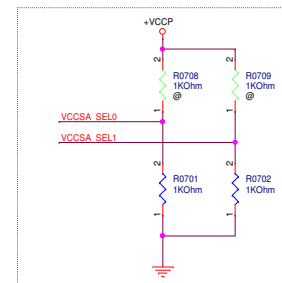 +VCCP
2
2
R0708
1KOhm
@
R0709
1KOhm
@
1
1
VCCSA_SEL0
VCCSA_SEL1
2
2
R0701
1KOhm
R0702
1KOhm
1
1